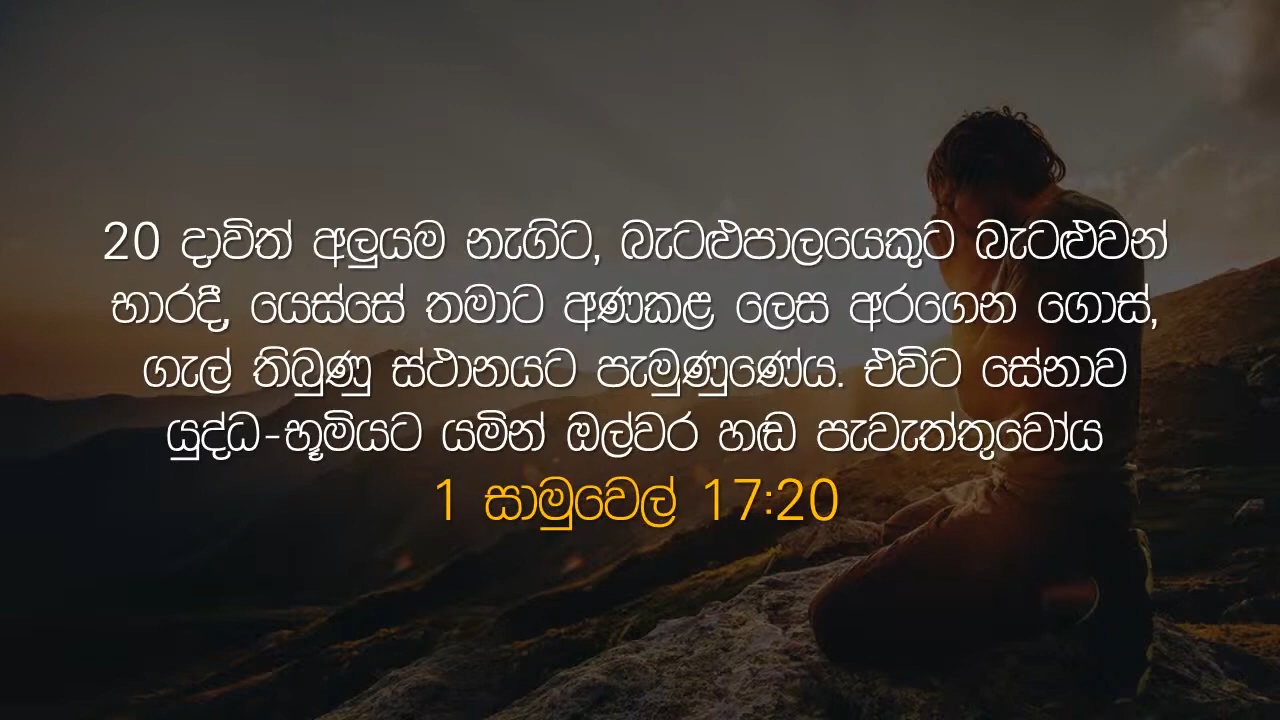 20 දාවිත් අලුයම නැගිට, බැටළුපාලයෙකුට බැටළුවන්
භාරදී, යෙස්සේ තමාට අණකළ ලෙස අරගෙන ගොස්,
ගැල් තිබුණු ස්ථානයට පැමුණුණේය. එවිට සේනාව
යුද්ධ-භූමියට යමින් ඔල්වර හඬ පැවැත්තුවෝය
1 සාමුවෙල් 17:20